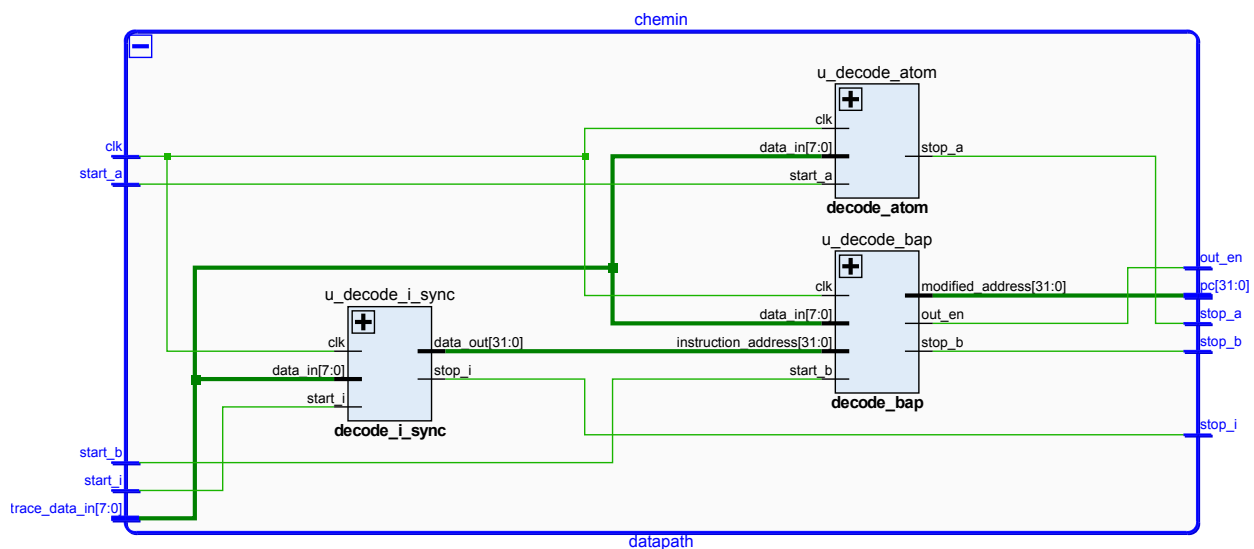 chemin
u_decode_atom
clk
data_in[7:0]
start_a
stop_a
decode_atom
clk
start_a
u_decode_bap
clk
data_in[7:0]
instruction_address[31:0]
start_b
modified_address[31:0]
out_en
stop_b
decode_bap
u_decode_i_sync
clk
data_in[7:0]
start_i
data_out[31:0]
stop_i
decode_i_sync
out_en
pc[31:0]
stop_a
stop_b
stop_i
start_b
start_i
trace_data_in[7:0]
datapath